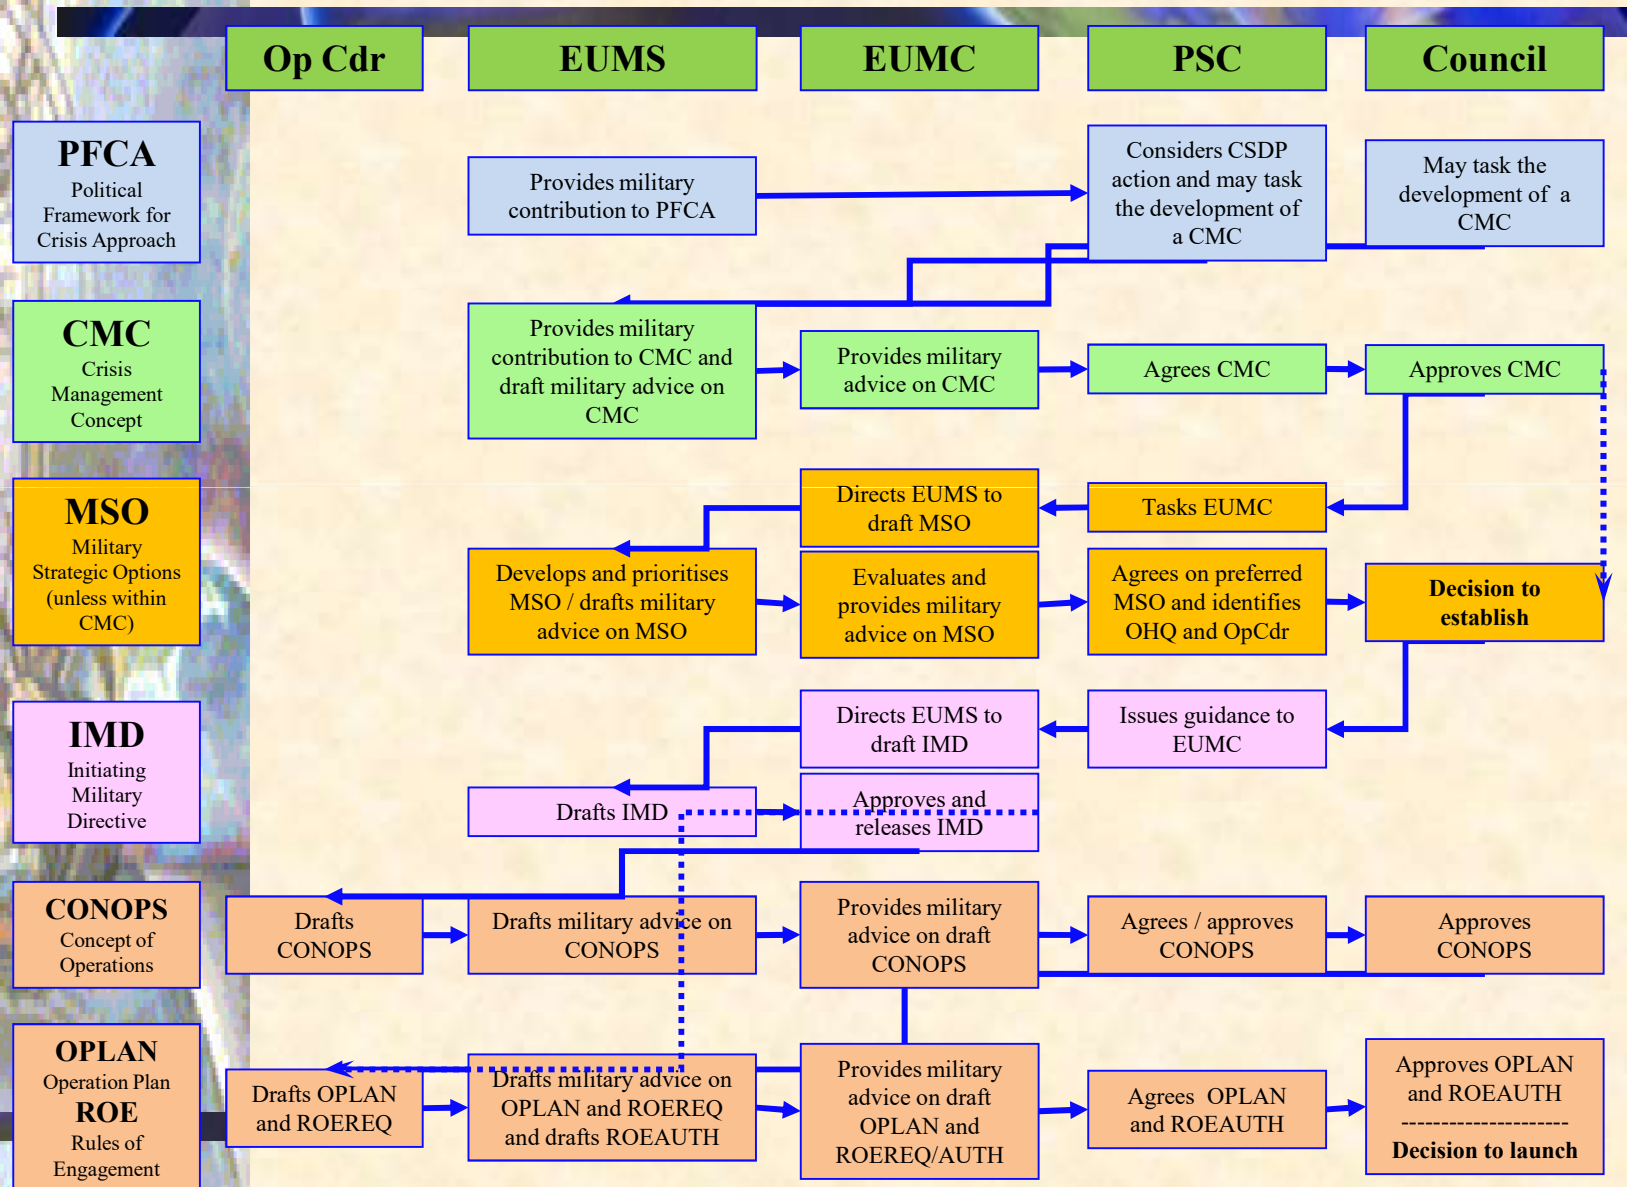 Op Cdr
EUMS
EUMC
PSC
Council
PFCA
Political
Framework for
Crisis Approach
Provides military
contribution to PFCA
Considers CSDP
action and may task
the development of
a CMC
May task the
development of a
CMC
CMC
Crisis
Management
Concept
Provides military
contribution to CMC and
draft military advice on
CMC
Provides military
advice on CMC
Agrees CMC
Approves CMC
MSO
Military
Strategic Options
(unless within
CMC)
Directs EUMS to
draft MSO
Tasks EUMC
Develops and prioritises
MSO / drafts military
advice on MSO
Evaluates and
provides military
advice on MSO
Agrees on preferred
MSO and identifies
OHQ and OpCdr
Decision to
establish
IMD
Initiating
Military
Directive
Directs EUMS to
draft IMD
Issues guidance to
EUMC
Drafts IMD
Approves and
releases IMD
CONOPS
Concept of
Operations
Drafts
CONOPS
Drafts military advice on
CONOPS
Provides military
advice on draft
CONOPS
Agrees / approves
CONOPS
Approves
CONOPS
OPLAN
Operation Plan
ROE
Rules of
Engagement
Drafts OPLAN
and ROEREQ
Drafts military advice on
OPLAN and ROEREQ
and drafts ROEAUTH
Provides military
advice on draft
OPLAN and
ROEREQ/AUTH
Agrees OPLAN
and ROEAUTH
Approves OPLAN
and ROEAUTH
---------------------
Decision to launch